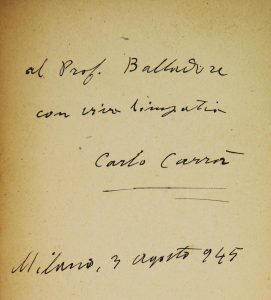 al Prof. Balladore
con viva simpatia
Carlo Carrà
Milano, 3 agosto 945